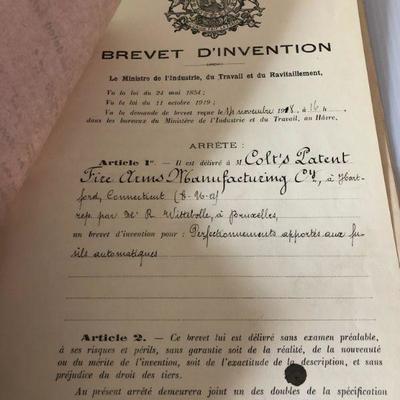 BREVET D'INVENTION
Le Ministre de l'Industrie, du Travail et du Ravitaillement,
Vu la loi du 24 mai 1854;
Vu la loi du 11 octobre 1919;
Vu la demande de brevet reçue le 14 novembre 1918, à 16 h
dans les bureaux du Ministère de l'Industrie et du Travail, au Hâvre.
ARRÊTE:
Article 1er. — Il est délivré à M Colt's Patent
Fire Arms Manufacturing Cy, à Hart-
ford, Connecticut (E-U-A)
rep. par Mr R. Wittebolle, à Bruxelles,
un brevet d'invention pour: Perfectionnements apportés aux fu-
sils automatiques
Article 2. — Ce brevet lui est délivré sans examen préalable,
à ses risques et périls, sans garantie soit de la réalité, de la nouveauté
ou du mérite de l'invention, soit de l'exactitude de la description, et sans
préjudice du droit des tiers.
Au présent arrêté demeurera joint un des doubles de la spécification